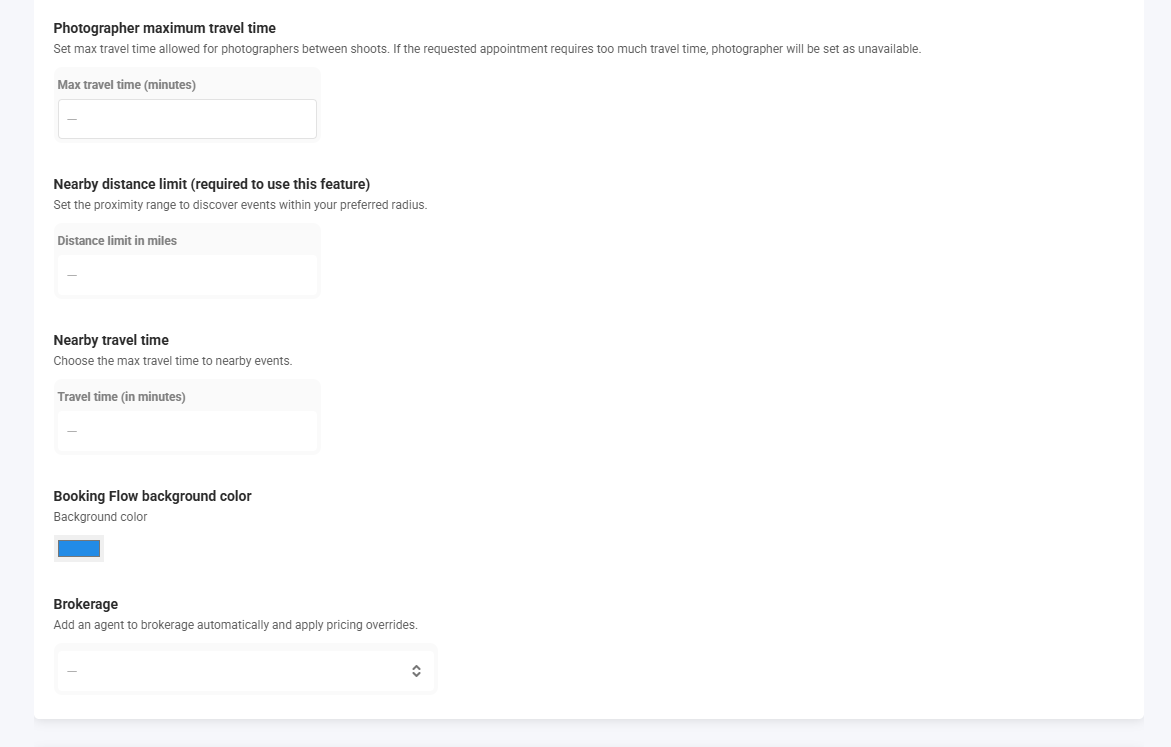 Photographer maximum travel time
Set max travel time allowed for photographers between shoots. If the requested appointment requires too much travel time, photographer will be set as unavailable.
Max travel time (minutes)
—
Nearby distance limit (required to use this feature)
Set the proximity range to discover events within your preferred radius.
Distance limit in miles
—
Nearby travel time
Choose the max travel time to nearby events.
Travel time (in minutes)
—
Booking Flow background color
Background color
Brokerage
Add an agent to brokerage automatically and apply pricing overrides.
—